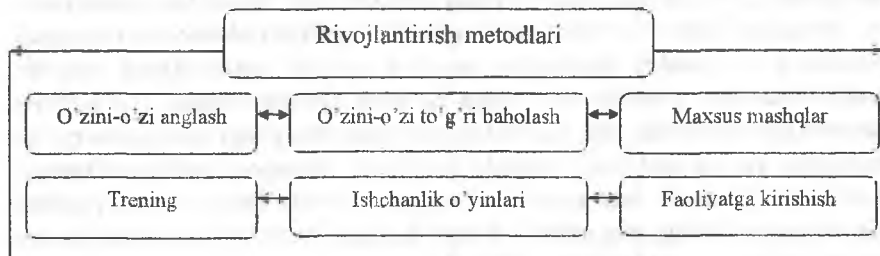 Rivojlantirish metodlari
O'zini-o'zi anglash
O'zini-o'zi to'g'ri baholash
Maxsus mashqlar
Trening
Ishchanlik o'yinlari
Faoliyatga kirishish